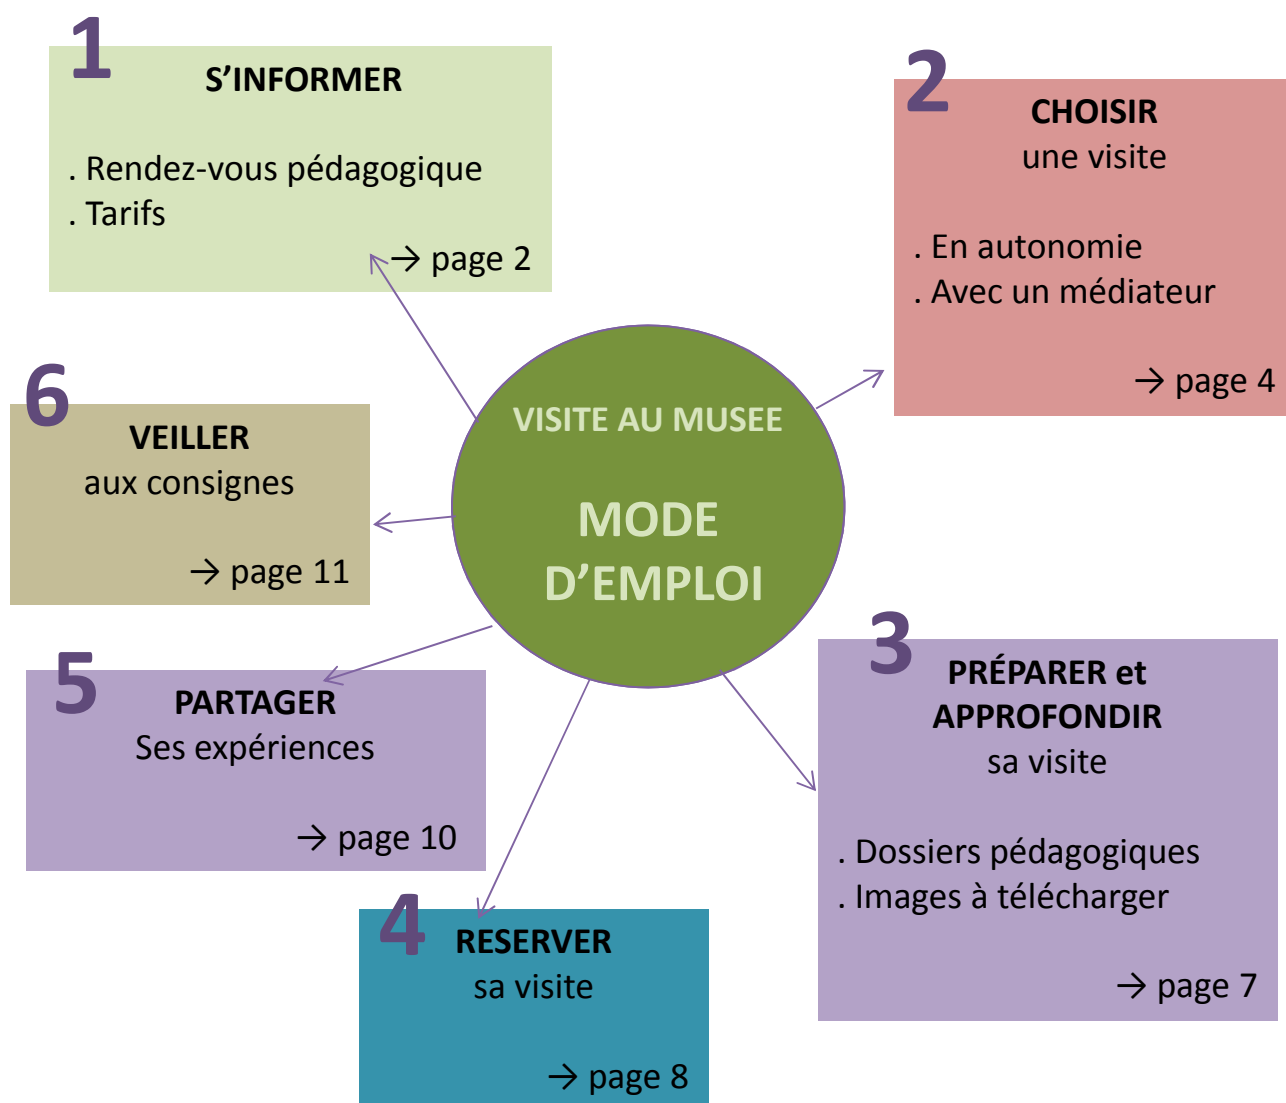 VISITE AU MUSEE
MODE
D’EMPLOI
1
S’INFORMER
. Rendez-vous pédagogique
. Tarifs
→ page 2
2
CHOISIR
une visite
. En autonomie
. Avec un médiateur
→ page 4
3
PRÉPARER et
APPROFONDIR
sa visite
. Dossiers pédagogiques
. Images à télécharger
→ page 7
4
RESERVER
sa visite
→ page 8
5
PARTAGER
Ses expériences
→ page 10
6
VEILLER
aux consignes
→ page 11